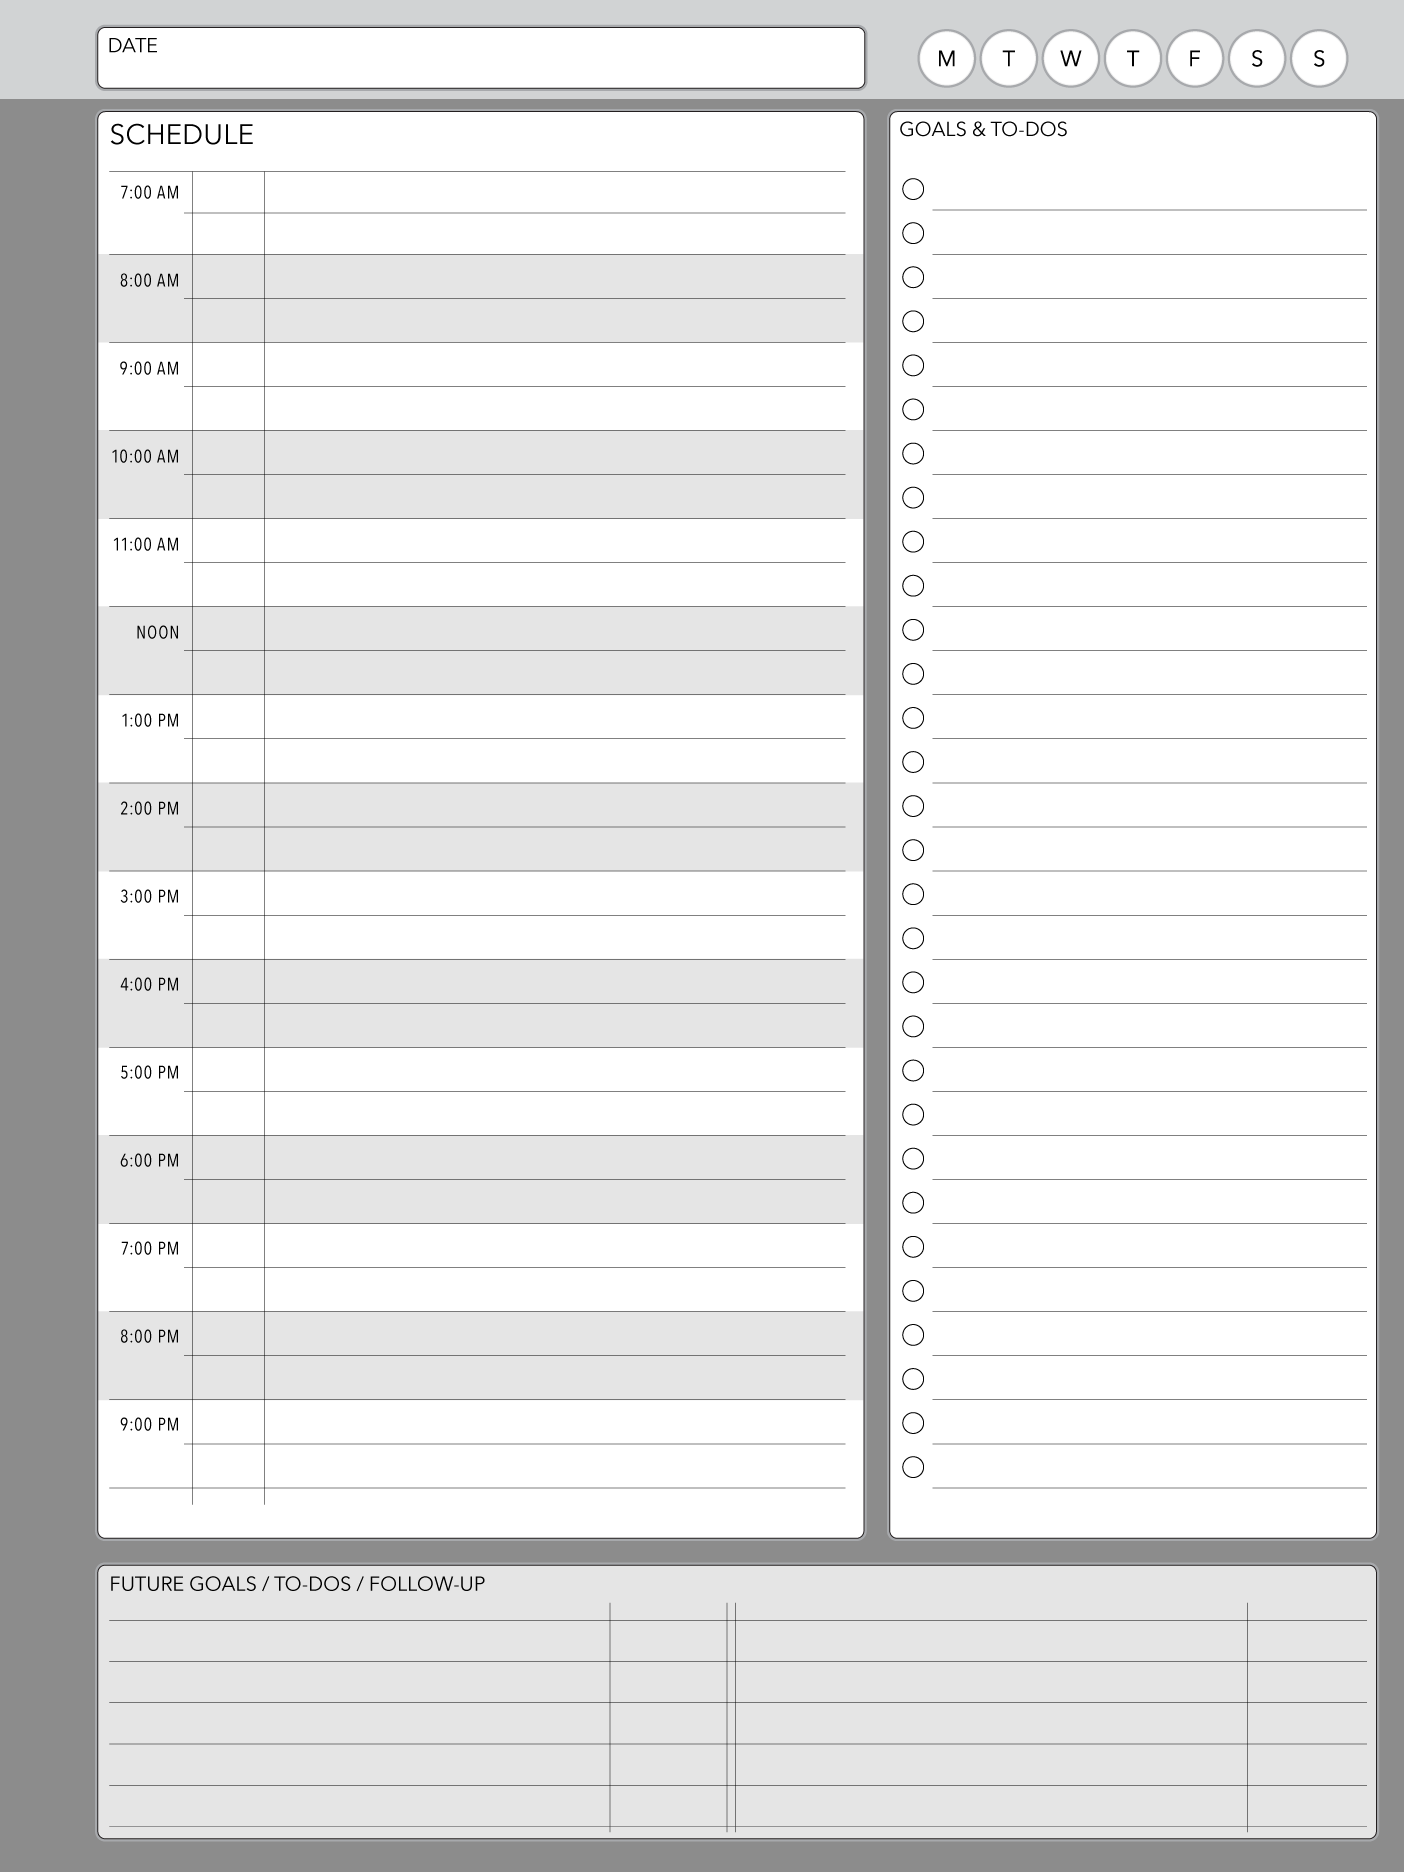 DATE
M T W T F S S
SCHEDULE
7:00 AM
8:00 AM
9:00 AM
10:00 AM
11:00 AM
NOON
1:00 PM
2:00 PM
3:00 PM
4:00 PM
5:00 PM
6:00 PM
7:00 PM
8:00 PM
9:00 PM
GOALS & TO-DOS
FUTURE GOALS / TO-DOS / FOLLOW-UP